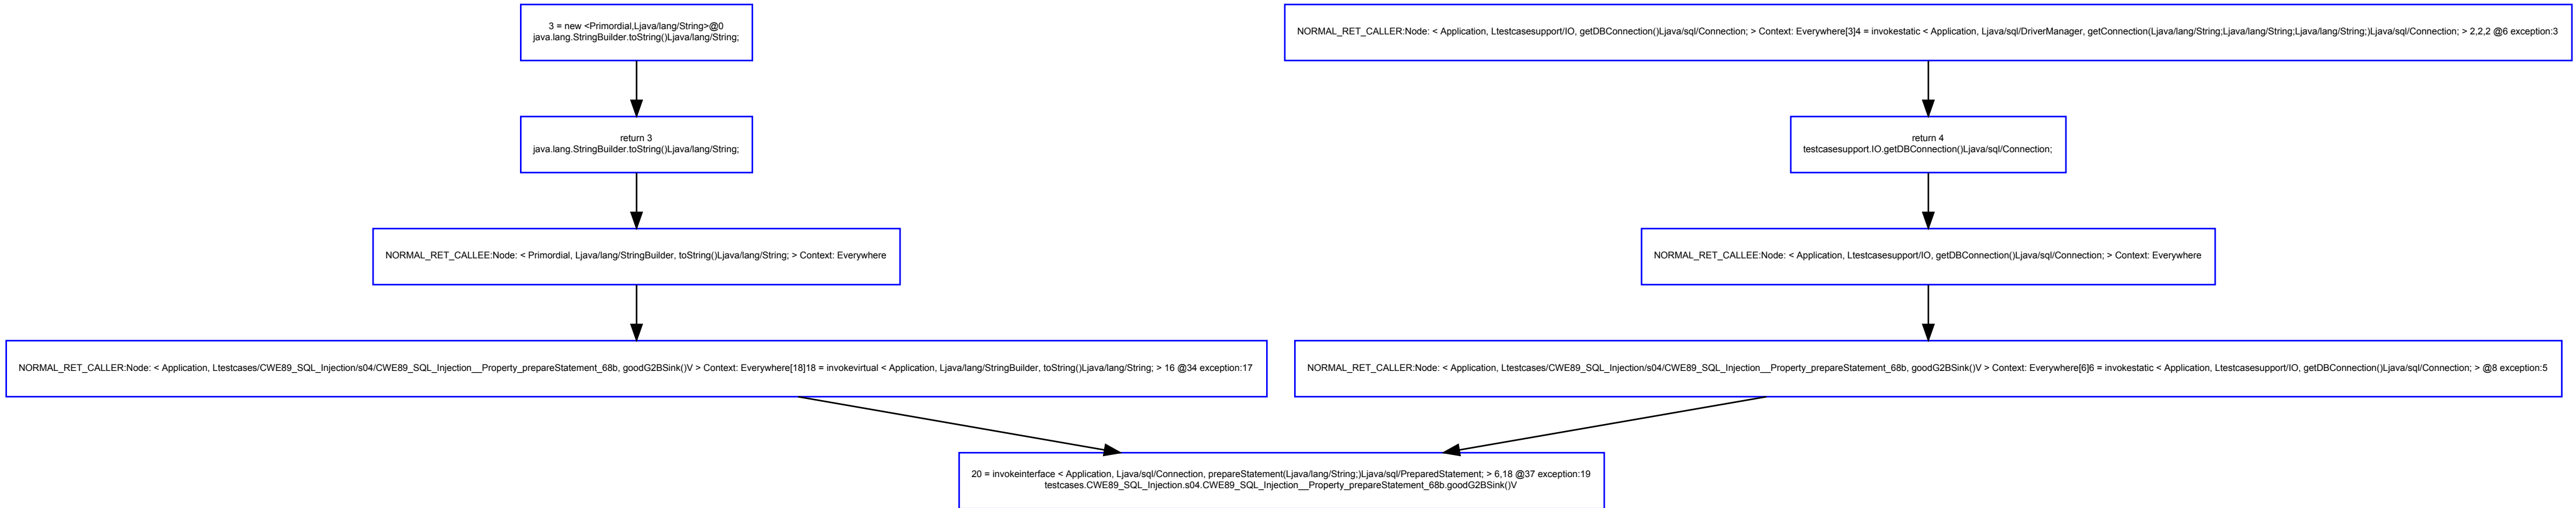 3 = new <Primordial,Ljava/lang/String>@0
java.lang.StringBuilder.toString()Ljava/lang/String;
NORMAL_RET_CALLER:Node: < Application, Ltestcasesupport/IO, getDBConnection()Ljava/sql/Connection; > Context: Everywhere[3]4 = invokestatic < Application, Ljava/sql/DriverManager, getConnection(Ljava/lang/String;Ljava/lang/String;Ljava/lang/String;)Ljava/sql/Connection; > 2,2,2 @6 exception:3
return 3
java.lang.StringBuilder.toString()Ljava/lang/String;
return 4
testcasesupport.IO.getDBConnection()Ljava/sql/Connection;
NORMAL_RET_CALLEE:Node: < Primordial, Ljava/lang/StringBuilder, toString()Ljava/lang/String; > Context: Everywhere
NORMAL_RET_CALLEE:Node: < Application, Ltestcasesupport/IO, getDBConnection()Ljava/sql/Connection; > Context: Everywhere
NORMAL_RET_CALLER:Node: < Application, Ltestcases/CWE89_SQL_Injection/s04/CWE89_SQL_Injection__Property_prepareStatement_68b, goodG2BSink()V > Context: Everywhere[18]18 = invokevirtual < Application, Ljava/lang/StringBuilder, toString()Ljava/lang/String; > 16 @34 exception:17
NORMAL_RET_CALLER:Node: < Application, Ltestcases/CWE89_SQL_Injection/s04/CWE89_SQL_Injection__Property_prepareStatement_68b, goodG2BSink()V > Context: Everywhere[6]6 = invokestatic < Application, Ltestcasesupport/IO, getDBConnection()Ljava/sql/Connection; > @8 exception:5
20 = invokeinterface < Application, Ljava/sql/Connection, prepareStatement(Ljava/lang/String;)Ljava/sql/PreparedStatement; > 6,18 @37 exception:19
testcases.CWE89_SQL_Injection.s04.CWE89_SQL_Injection__Property_prepareStatement_68b.goodG2BSink()V